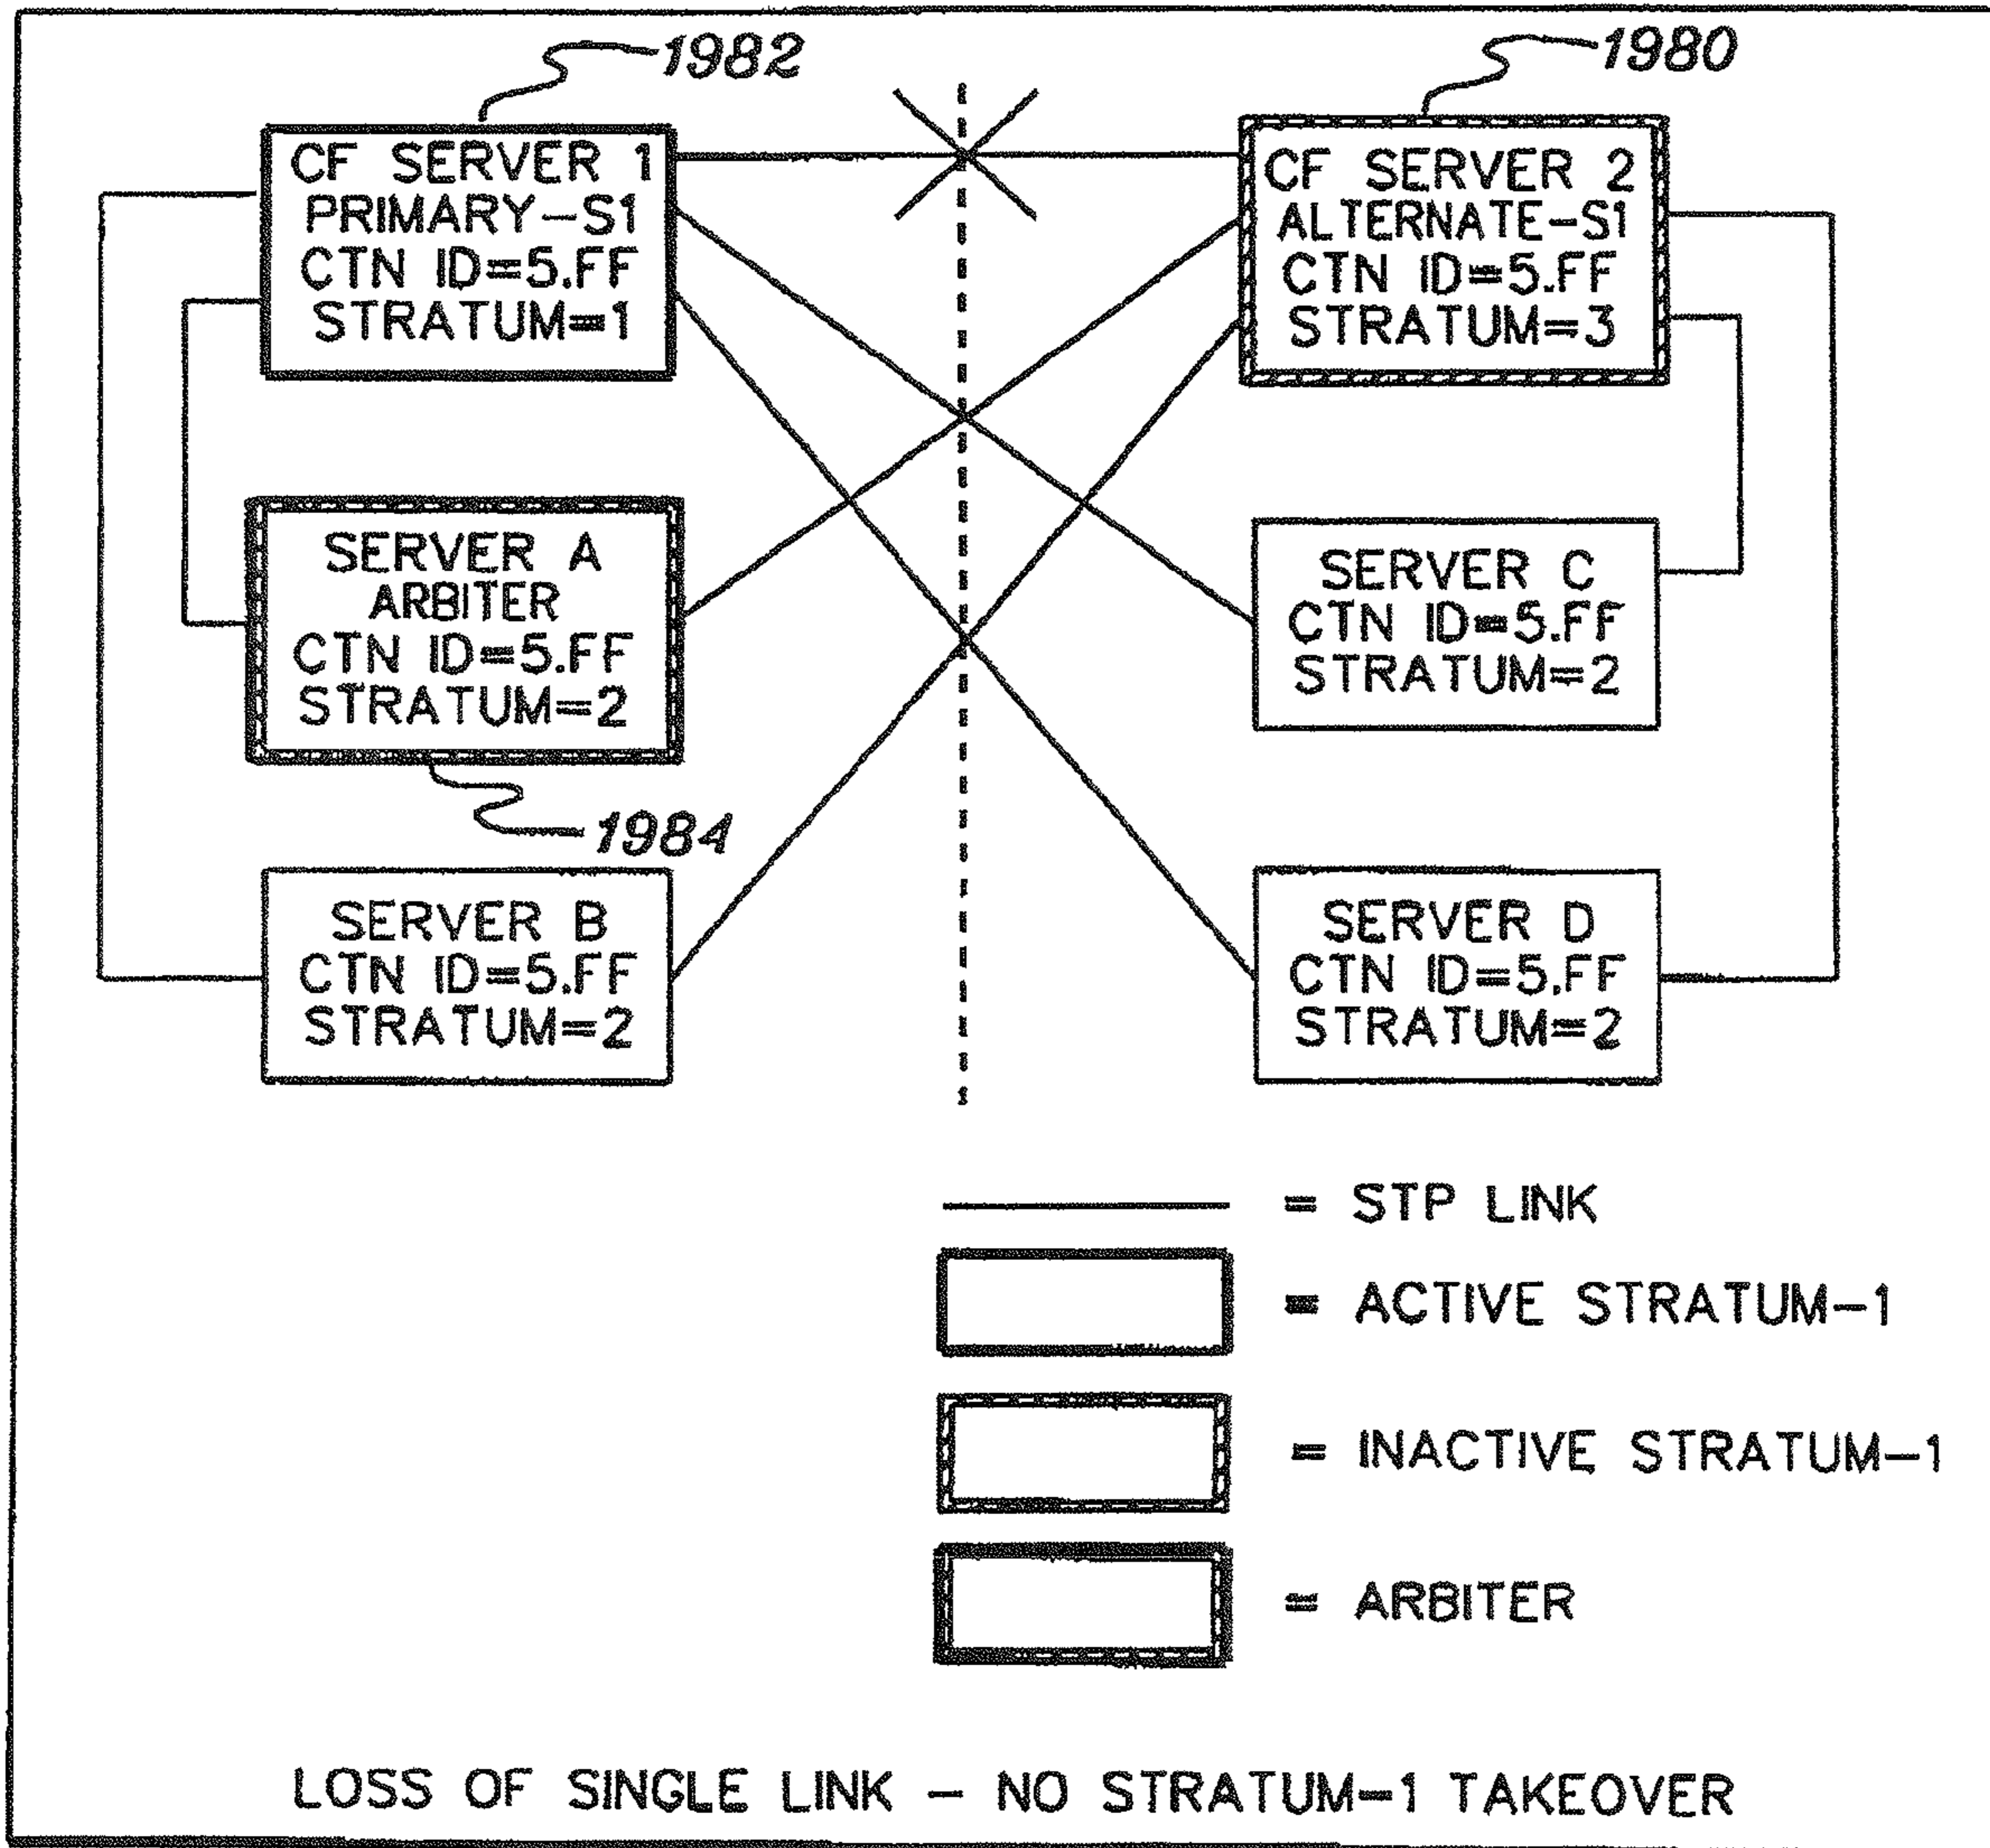 1982
1980
CF SERVER 1
PRIMARY-S1
CTN ID=5.FF
STRATUM=1
CF SERVER 2
ALTERNATE-S1
CTN ID=5.FF
STRATUM=3
SERVER A
ARBITER
CTN ID=5.FF
STRATUM=2
1984
SERVER C
CTN ID=5.FF
STRATUM=2
SERVER B
CTN ID=5.FF
STRATUM=2
SERVER D
CTN ID=5.FF
STRATUM=2
= STP LINK
= ACTIVE STRATUM-1
= INACTIVE STRATUM-1
= ARBITER
LOSS OF SINGLE LINK - NO STRATUM-1 TAKEOVER